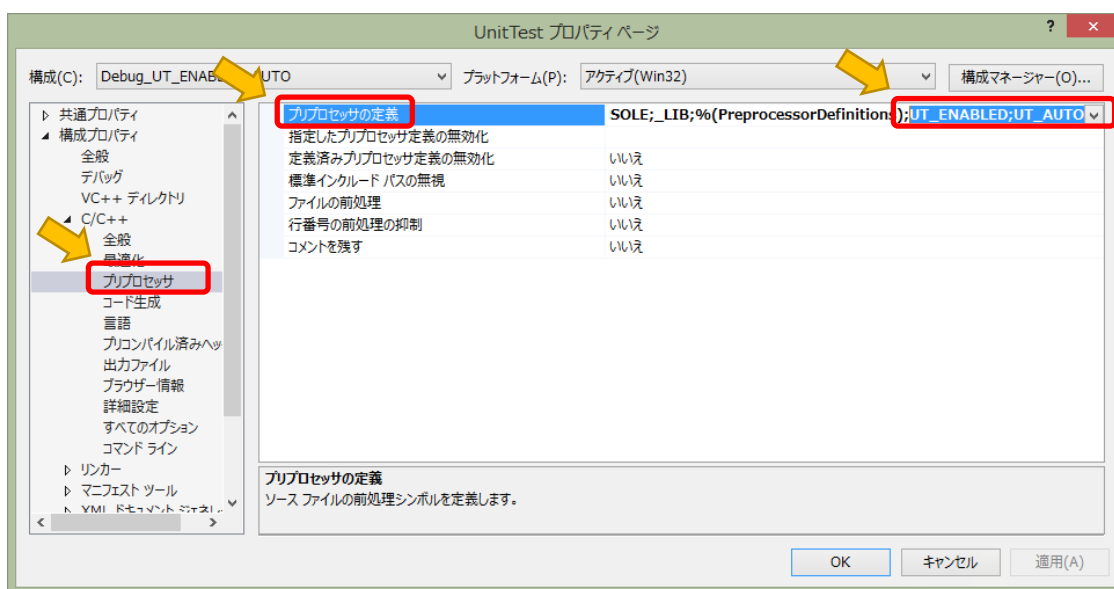 UnitTest プロパティ ページ
? ×
構成(C): Debug_UT_ENAB UTO プラットフォーム(P): アクティブ(Win32) 構成マネージャー(O)...
共通プロパティ
構成プロパティ
全般
デバッグ
VC++ ディレクトリ
C/C++
全般
最適化
プリプロセッサ
コード生成
言語
プリコンパイル済みヘッ
出力ファイル
ブラウザー情報
詳細設定
すべてのオプション
コマンド ライン
リンカー
マニフェスト ツール
XML ドキュメント ジェネレ
プリプロセッサの定義 SOLE;_LIB;%(PreprocessorDefinitions);UT_ENABLED;UT_AUTO
指定したプリプロセッサ定義の無効化
定義済みプリプロセッサ定義の無効化 いいえ
標準インクルード パスの無視 いいえ
ファイルの前処理 いいえ
行番号の前処理の抑制 いいえ
コメントを残す いいえ
プリプロセッサの定義
ソース ファイルの前処理シンボルを定義します。
OK キャンセル 適用(A)